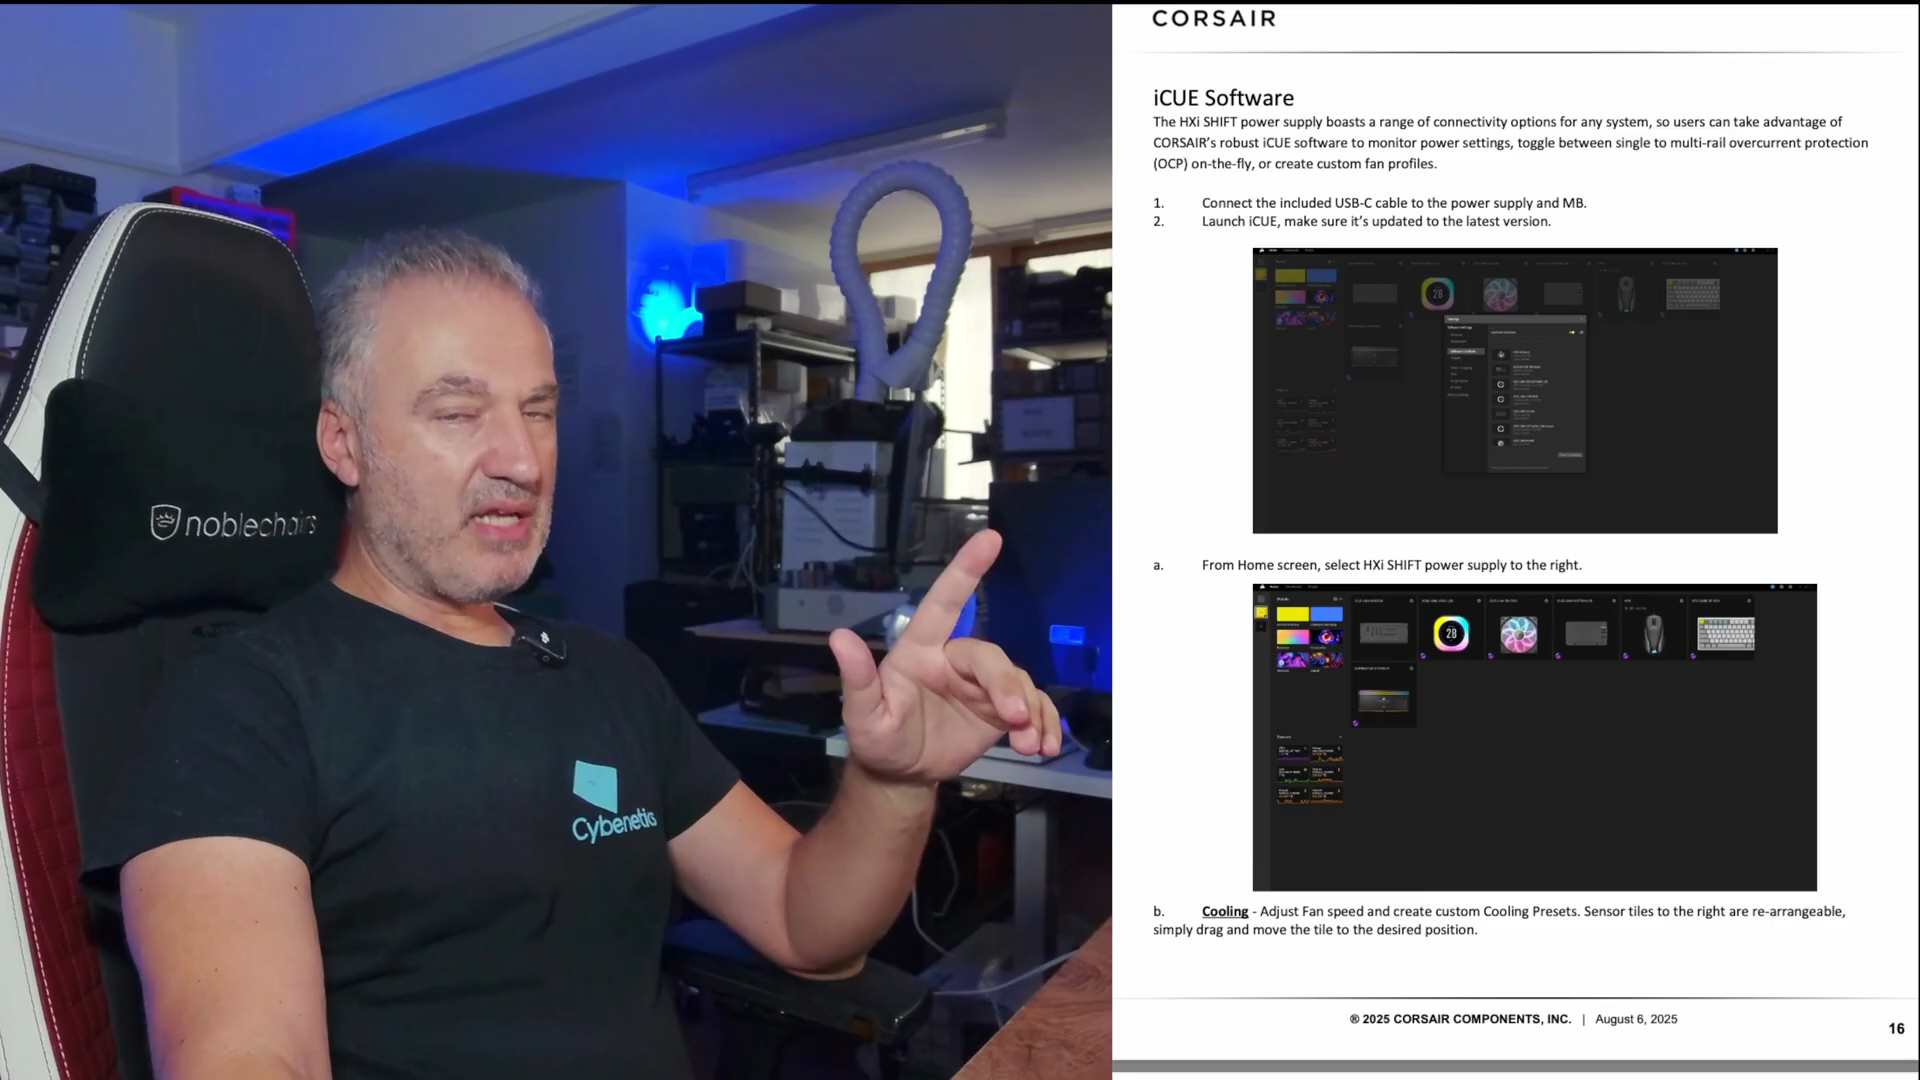 noblechairs
Cybenetics
CORSAIR
iCUE Software
The HXi SHIFT power supply boasts a range of connectivity options for any system, so users can take advantage of
CORSAIR’s robust iCUE software to monitor power settings, toggle between single to multi-rail overcurrent protection
(OCP) on-the-fly, or create custom fan profiles.
1. Connect the included USB-C cable to the power supply and MB.
2. Launch iCUE, make sure it’s updated to the latest version.
28
a. From Home screen, select HXi SHIFT power supply to the right.
28
b. Cooling - Adjust Fan speed and create custom Cooling Presets. Sensor tiles to the right are re-arrangeable,
simply drag and move the tile to the desired position.
® 2025 CORSAIR COMPONENTS, INC. | August 6, 2025
16